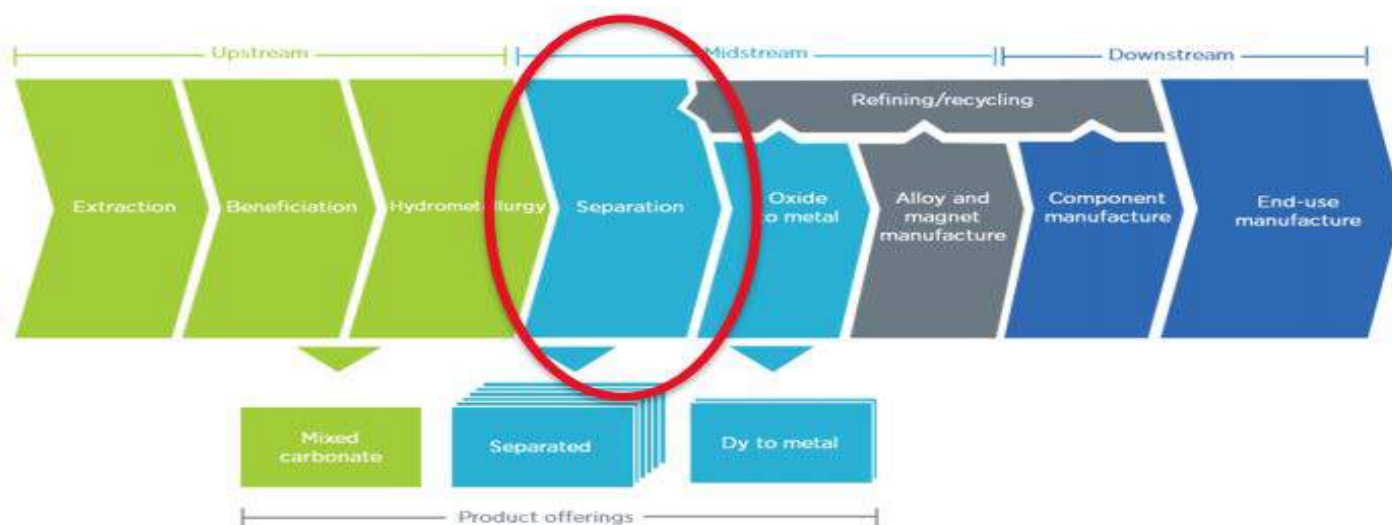 Upstream
Midstream
Downstream
Refining/recycling
Extraction
Beneficiation
Hydrometallurgy
Separation
Oxide
to metal
Alloy and
magnet
manufacture
Component
manufacture
End-use
manufacture
Mixed
carbonate
Separated
Dy to metal
Product offerings